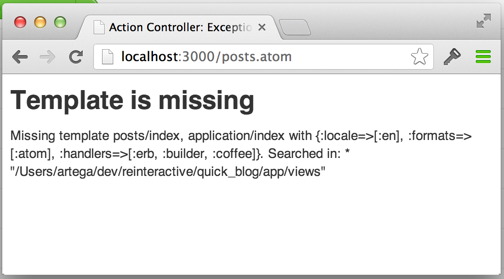 Action Controller: Exceptio
localhost:3000/posts.atom
Template is missing
Missing template posts/index, application/index with {:locale=>[:en], :formats=>
[:atom], :handlers=>[:erb, :builder, :coffee]}. Searched in: *
"/Users/artega/dev/reinteractive/quick_blog/app/views"